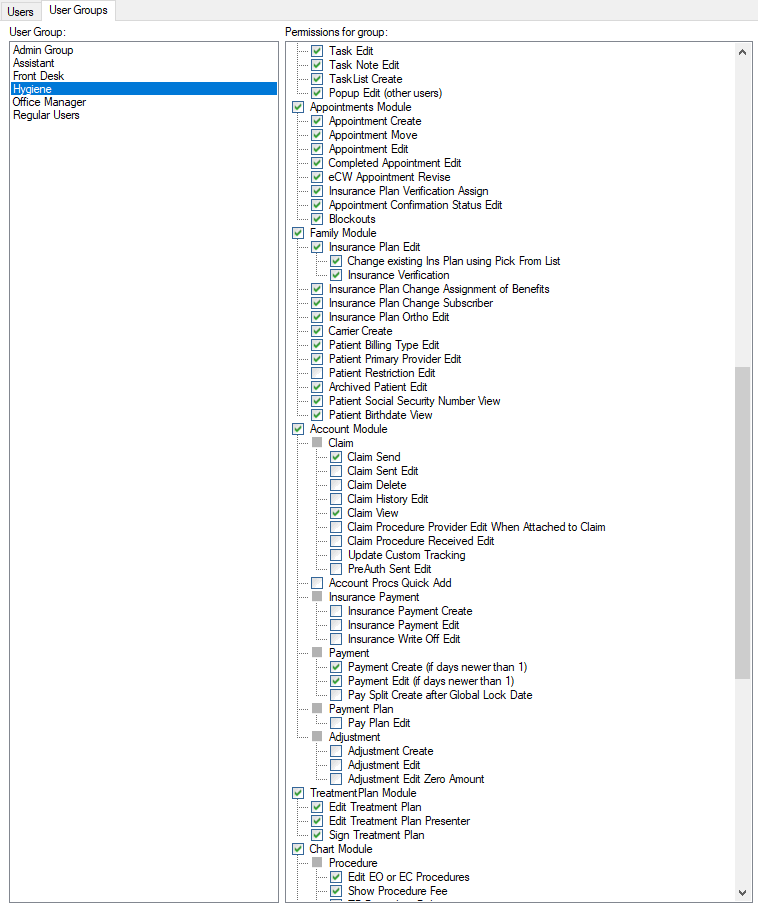 Users
User Groups
User Group:
Permissions for group:
Admin Group
Assistant
Front Desk
Hygiene
Office Manager
Regular Users
Task Edit
Task Note Edit
TaskList Create
Popup Edit (other users)
Appointments Module
Appointment Create
Appointment Move
Appointment Edit
Completed Appointment Edit
eCW Appointment Revise
Insurance Plan Verification Assign
Appointment Confirmation Status Edit
Blockouts
Family Module
Insurance Plan Edit
Change existing Ins Plan using Pick From List
Insurance Verification
Insurance Plan Change Assignment of Benefits
Insurance Plan Change Subscriber
Insurance Plan Ortho Edit
Carrier Create
Patient Billing Type Edit
Patient Primary Provider Edit
Patient Restriction Edit
Archived Patient Edit
Patient Social Security Number View
Patient Birthdate View
Account Module
Claim
Claim Send
Claim Sent Edit
Claim Delete
Claim History Edit
Claim View
Claim Procedure Provider Edit When Attached to Claim
Claim Procedure Received Edit
Update Custom Tracking
PreAuth Sent Edit
Account Procs Quick Add
Insurance Payment
Insurance Payment Create
Insurance Payment Edit
Insurance Write Off Edit
Payment
Payment Create (if days newer than 1)
Payment Edit (if days newer than 1)
Pay Split Create after Global Lock Date
Payment Plan
Pay Plan Edit
Adjustment
Adjustment Create
Adjustment Edit
Adjustment Edit Zero Amount
TreatmentPlan Module
Edit Treatment Plan
Edit Treatment Plan Presenter
Sign Treatment Plan
Chart Module
Procedure
Edit EO or EC Procedures
Show Procedure Fee